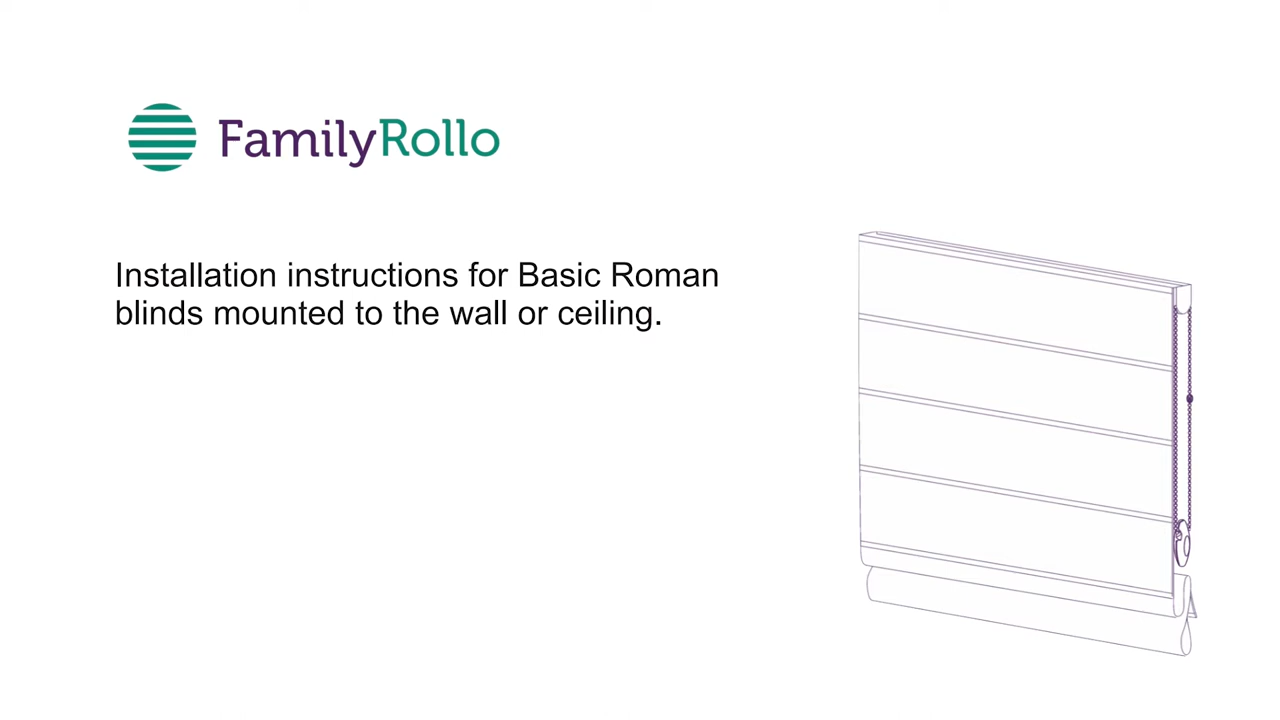 FamilyRollo
Installation instructions for Basic Roman
blinds mounted to the wall or ceiling.